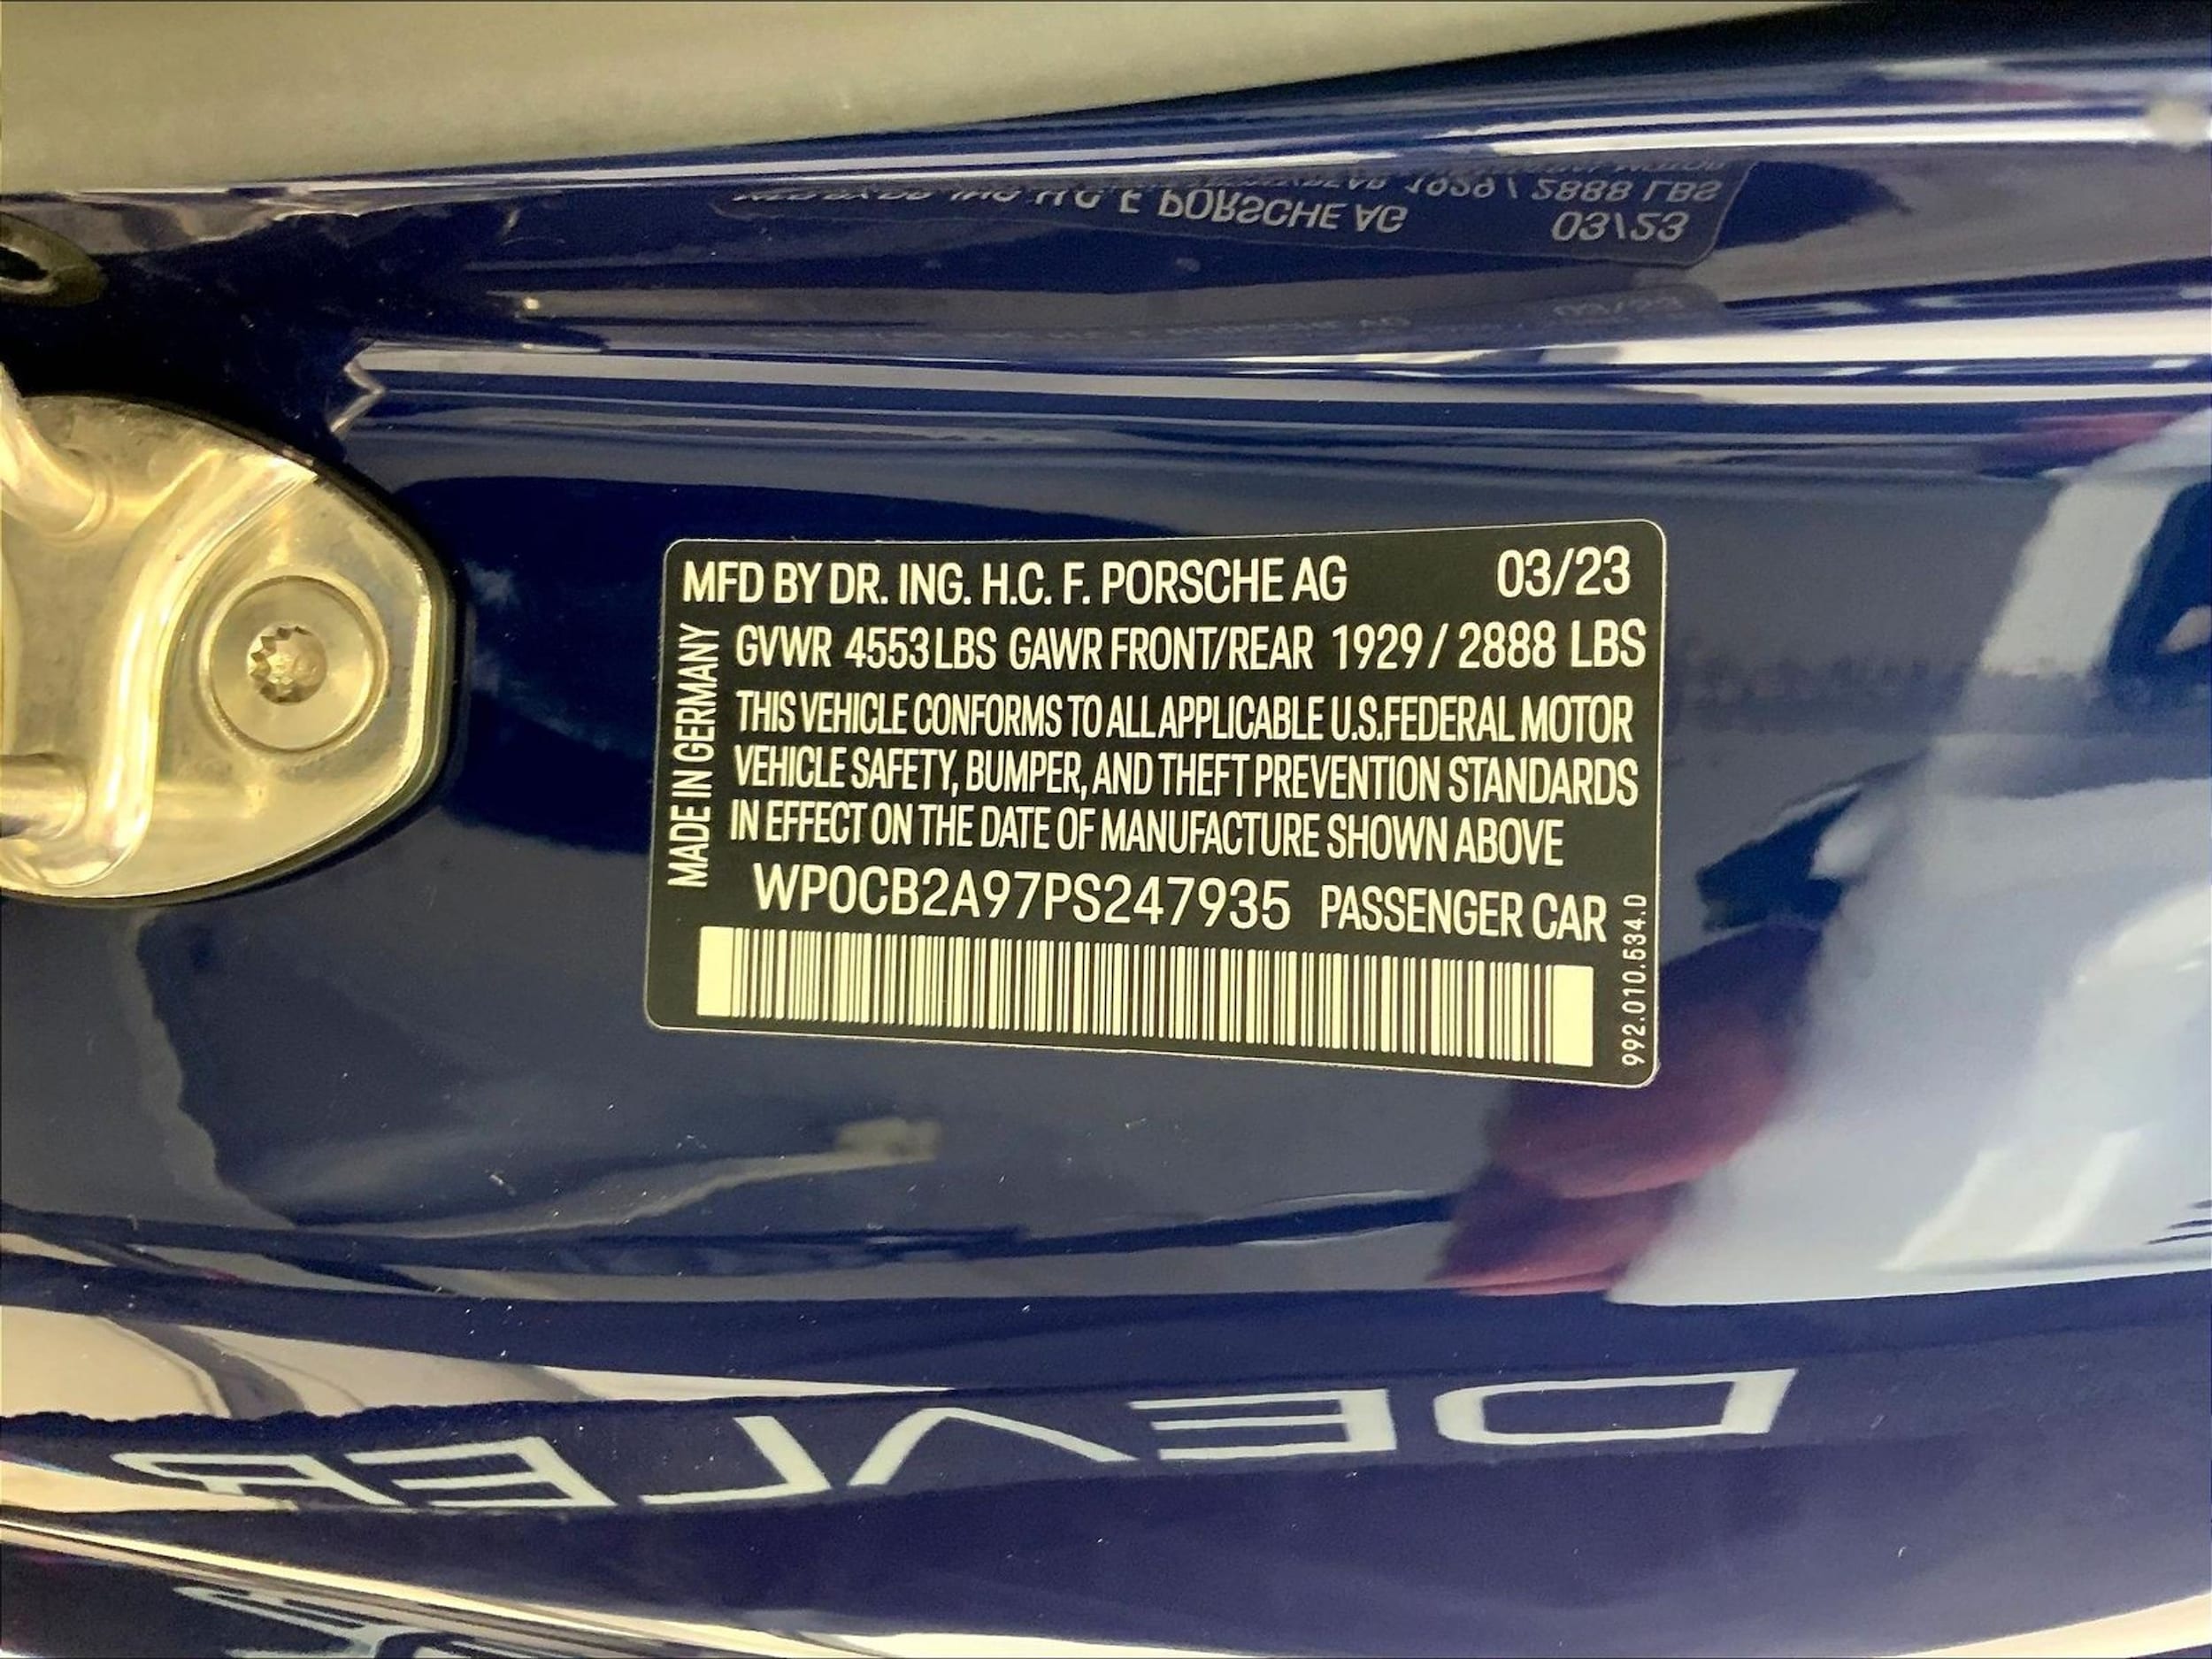 MFD BY DR. ING. H.C. F. PORSCHE AG 03/23
GVWR 4553 LBS GAWR FRONT/REAR 1929 / 2888 LBS
THIS VEHICLE CONFORMS TO ALL APPLICABLE U.S.FEDERAL MOTOR
VEHICLE SAFETY, BUMPER, AND THEFT PREVENTION STANDARDS
IN EFFECT ON THE DATE OF MANUFACTURE SHOWN ABOVE
WP0CB2A97PS247935 PASSENGER CAR
MADE IN GERMANY
992.010.534.D